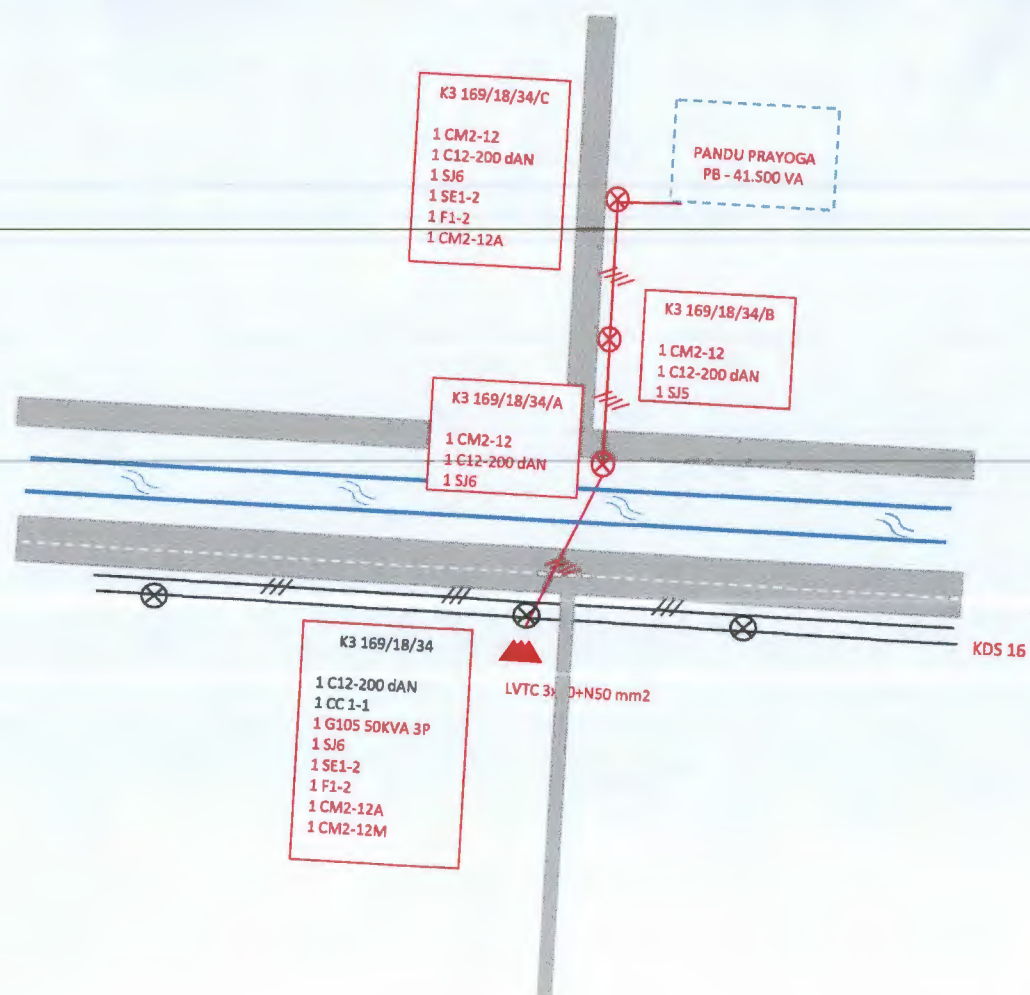 K3 169/18/34/C
1 CM2-12
1 C12-200 dAN
1 SJ6
1 SE1-2
1 F1-2
1 CM2-12A
PANDU PRAYOGA
PB - 41.500 VA
K3 169/18/34/B
1 CM2-12
1 C12-200 dAN
1 SJ5
K3 169/18/34/A
1 CM2-12
1 C12-200 dAN
1 SJ6
KDS 16
K3 169/18/34
1 C12-200 dAN
1 CC 1-1
1 G105 50KVA 3P
1 SJ6
1 SE1-2
1 F1-2
1 CM2-12A
1 CM2-12M
LVTC mm2